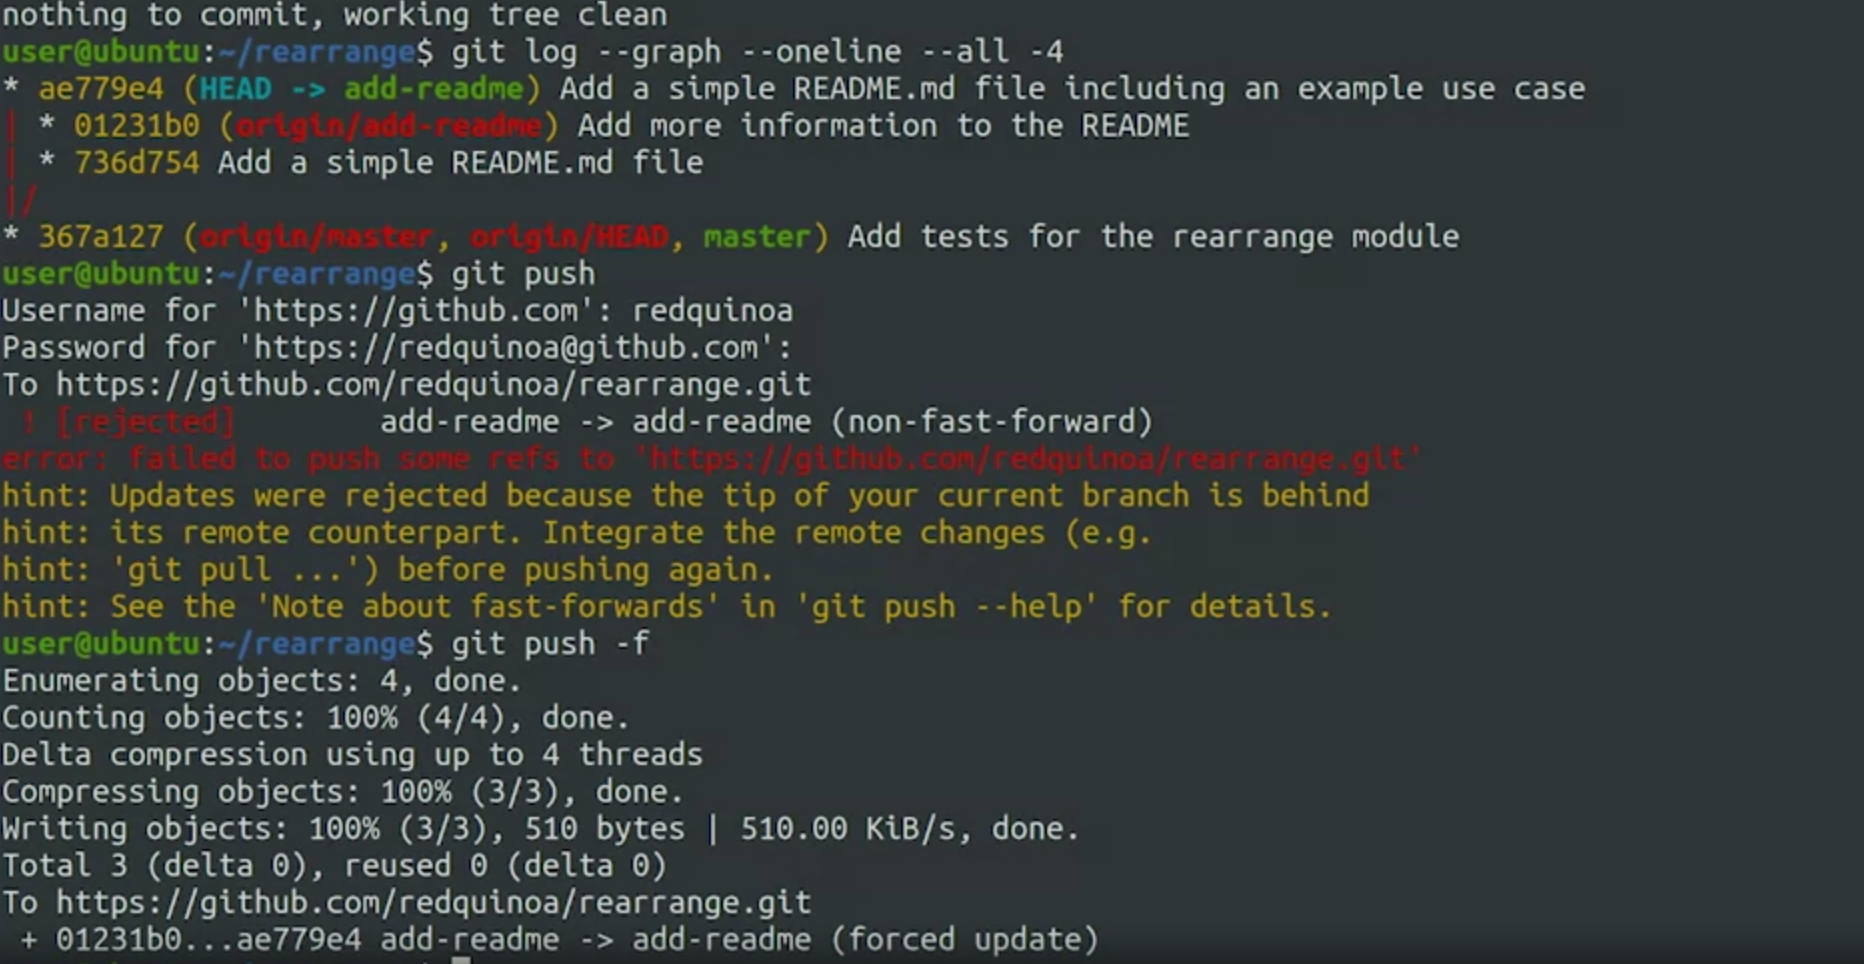 nothing to commit, working tree clean
user@ubuntu:~/rearrange$ git log --graph --oneline --all -4
* ae779e4 (HEAD -> add-readme) Add a simple README.md file including an example use case
| * 01231b0 (origin/add-readme) Add more information to the README
| * 736d754 Add a simple README.md file
|/
* 367a127 (origin/master, origin/HEAD, master) Add tests for the rearrange module
user@ubuntu:~/rearrange$ git push
Username for 'https://github.com': redquinoa
Password for 'https://redquinoa@github.com':
To https://github.com/redquinoa/rearrange.git
 ! [rejected]        add-readme -> add-readme (non-fast-forward)
error: failed to push some refs to 'https://github.com/redquinoa/rearrange.git'
hint: Updates were rejected because the tip of your current branch is behind
hint: its remote counterpart. Integrate the remote changes (e.g.
hint: 'git pull ...') before pushing again.
hint: See the 'Note about fast-forwards' in 'git push --help' for details.
user@ubuntu:~/rearrange$ git push -f
Enumerating objects: 4, done.
Counting objects: 100% (4/4), done.
Delta compression using up to 4 threads
Compressing objects: 100% (3/3), done.
Writing objects: 100% (3/3), 510 bytes | 510.00 KiB/s, done.
Total 3 (delta 0), reused 0 (delta 0)
To https://github.com/redquinoa/rearrange.git
 + 01231b0...ae779e4 add-readme -> add-readme (forced update)